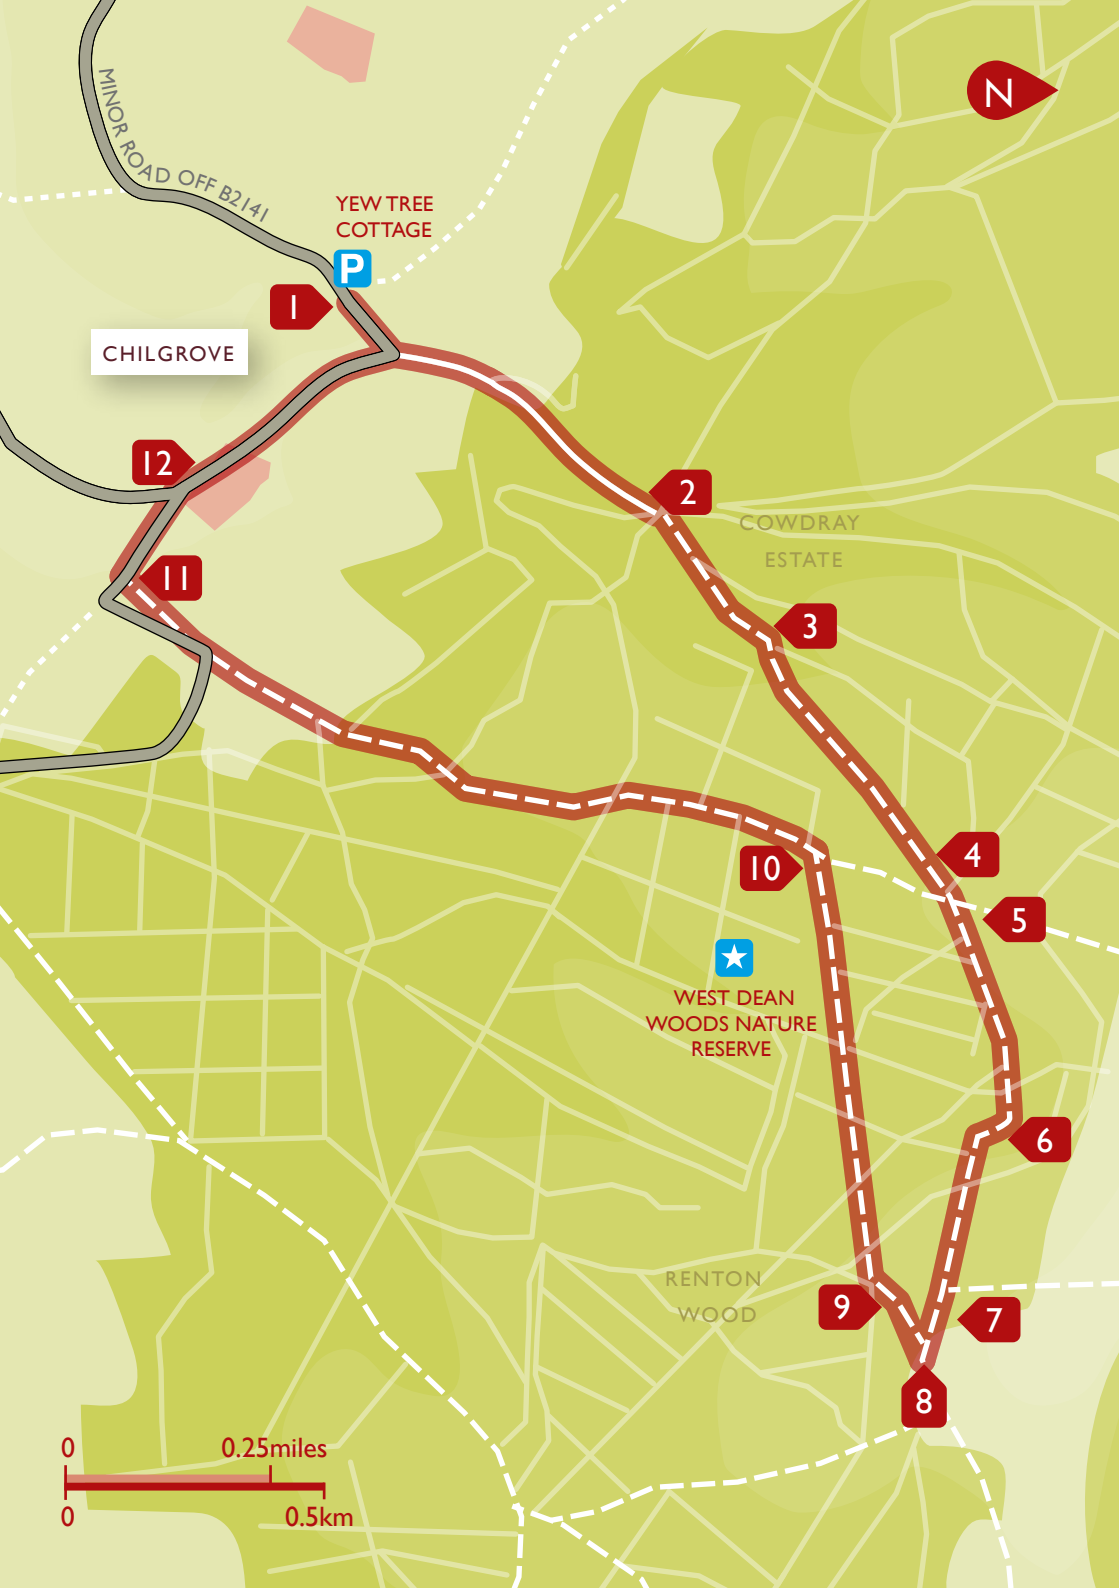 N
MINOR ROAD OFF B2141
YEW TREE
COTTAGE
P
1
CHILGROVE
12
2
COWDRAY
ESTATE
11
3
4
10
5
WEST DEAN
WOODS NATURE
RESERVE
6
RENTON
WOOD
9
7
8
0
0.25miles
0
0.5km